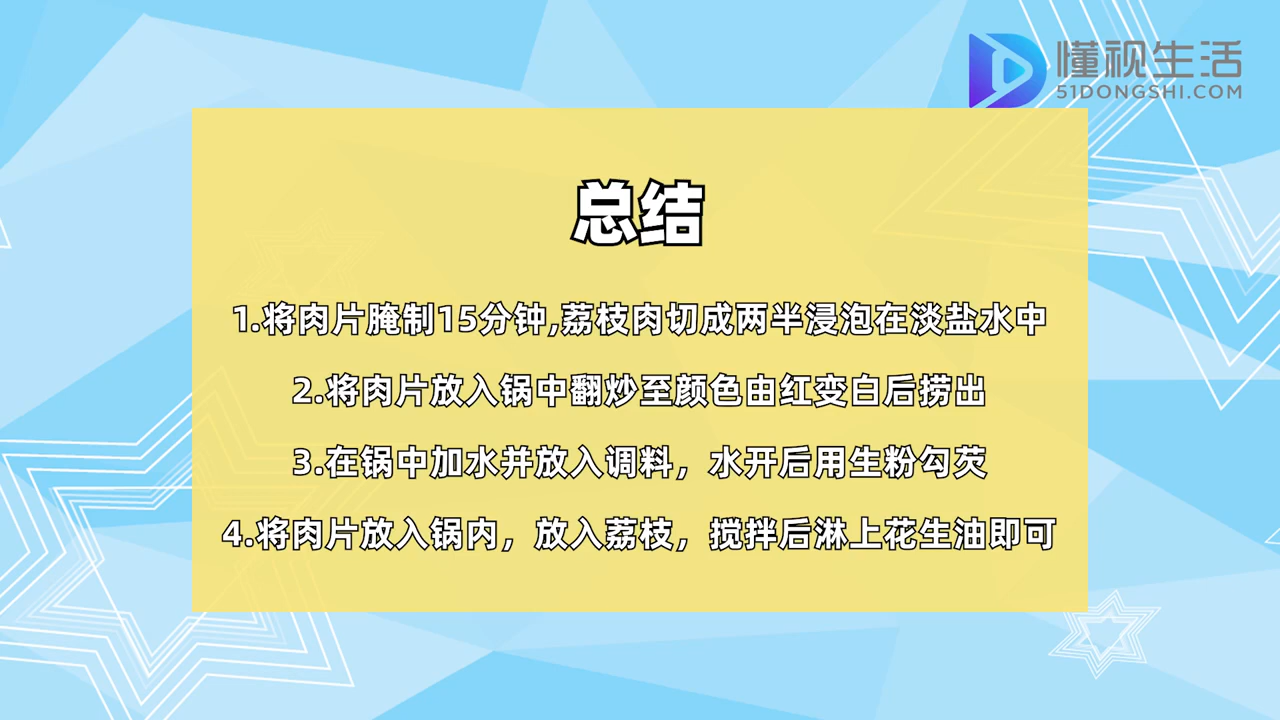 懂视生活
51DONGSHI.COM
总结
1.将肉片腌制15分钟,荔枝肉切成两半浸泡在淡盐水中
2.将肉片放入锅中翻炒至颜色由红变白后捞出
3.在锅中加水并放入调料，水开后用生粉勾芡
4.将肉片放入锅内，放入荔枝，搅拌后淋上花生油即可